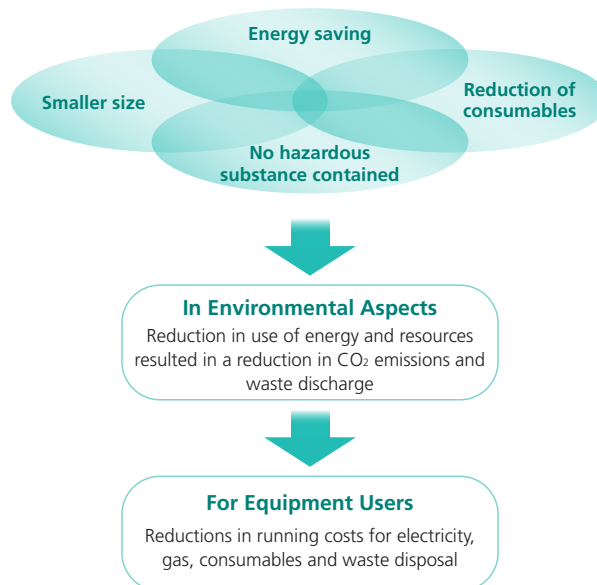 Energy saving
Smaller size
Reduction of
consumables
No hazardous
substance contained
In Environmental Aspects
Reduction in use of energy and resources
resulted in a reduction in CO₂ emissions and
waste discharge
For Equipment Users
Reductions in running costs for electricity,
gas, consumables and waste disposal